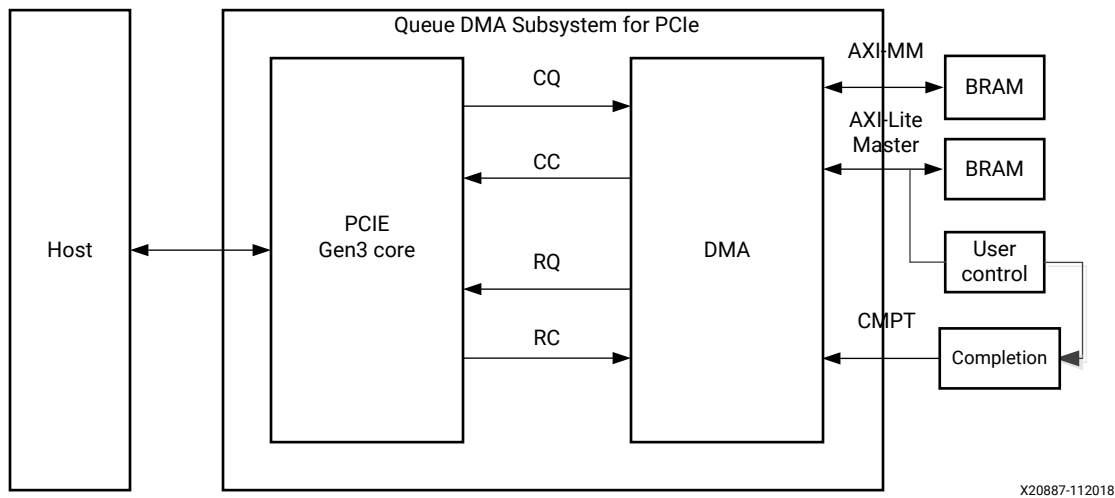 Queue DMA Subsystem for PCIe
AXI-MM
CQ
BRAM
AXI-Lite
Master
CC
BRAM
PCIE
Gen3 core
Host
DMA
User
control
RQ
CMPT
RC
Completion
X20887-112018